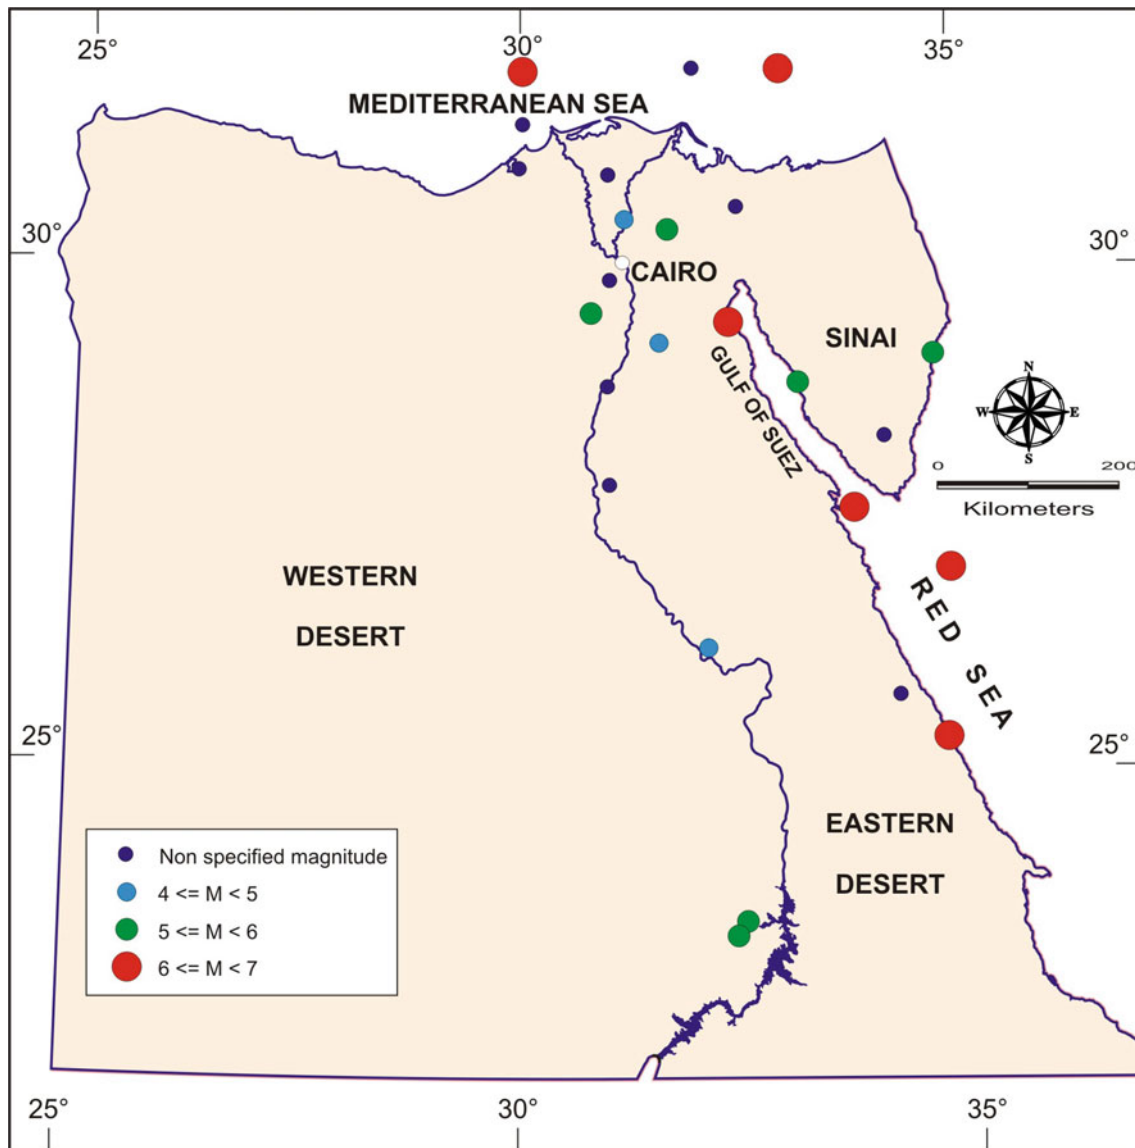 25°
30°
35°
MEDITERRANEAN SEA
30°
30°
CAIRO
SINAI
GULF OF SUEZ
N
W
E
S
0
200
Kilometers
WESTERN
DESERT
RED SEA
25°
25°
EASTERN
DESERT
Non specified magnitude
4 <= M < 5
5 <= M < 6
6 <= M < 7
25°
30°
35°